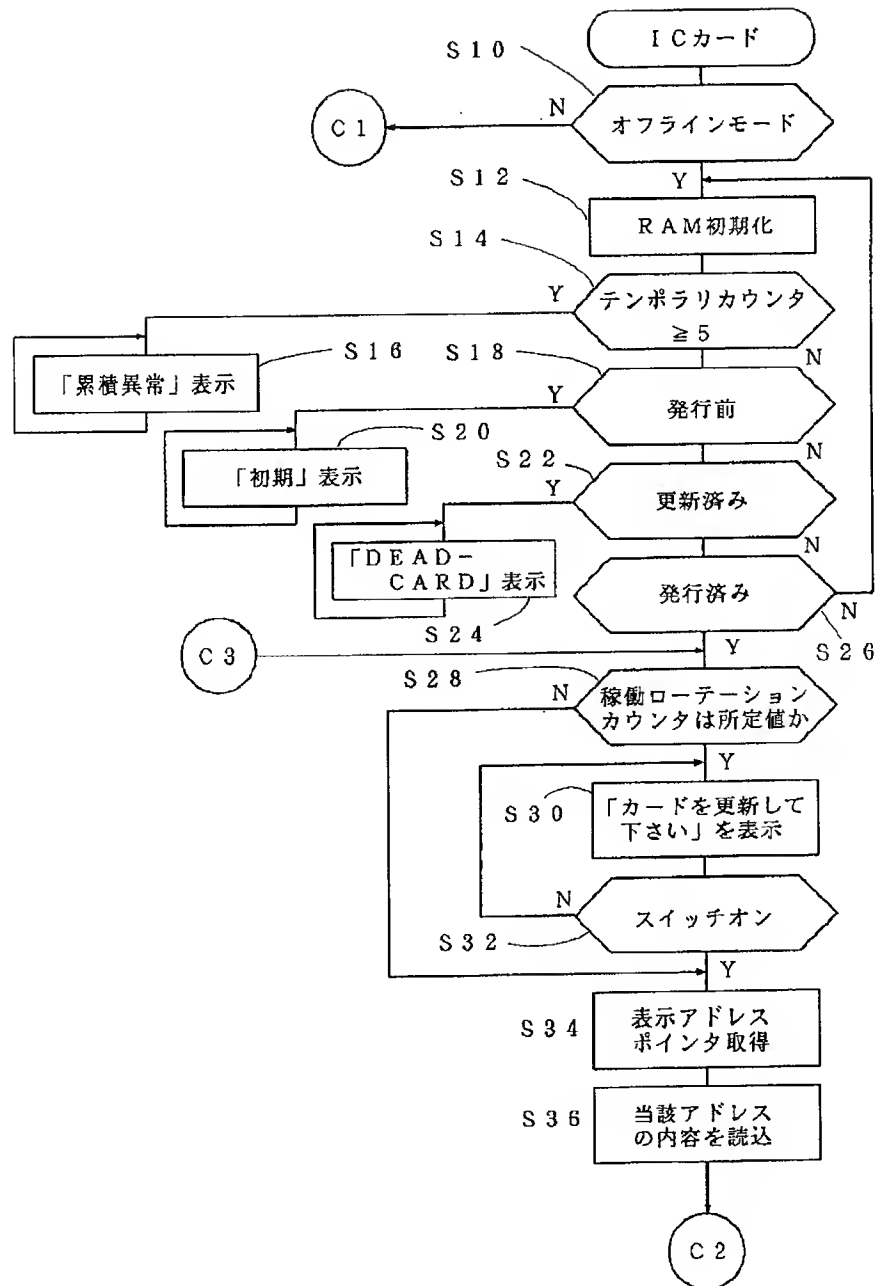 ICカード
S10
N
オフラインモード
C1
Y
S12
RAM初期化
S14
Y
テンポラリカウンタ
≧5
N
S16
「累積異常」表示
S18
Y
発行前
N
S20
「初期」表示
S22
Y
更新済み
N
「DEAD-
CARD」表示
S24
発行済み
N
S26
Y
C3
S28
N
稼働ローテーション
カウンタは所定値か
Y
S30
「カードを更新して
下さい」を表示
N
スイッチオン
S32
Y
S34
表示アドレス
ポインタ取得
S36
当該アドレス
の内容を読込
C2